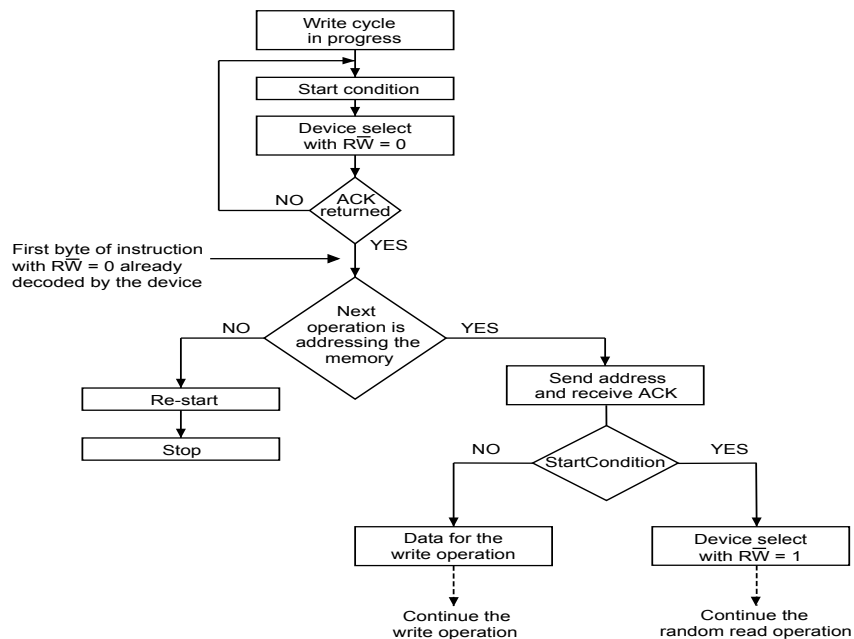 Write cycle
in progress
Start condition
Device select
with RW̅ = 0
ACK
returned
NO
YES
First byte of instruction
with RW̅ = 0 already
decoded by the device
Next
operation is
addressing the
memory
NO
YES
Re-start
Stop
Send address
and receive ACK
StartCondition
NO
YES
Data for the
write operation
Device select
with RW̅ = 1
Continue the
write operation
Continue the
random read operation